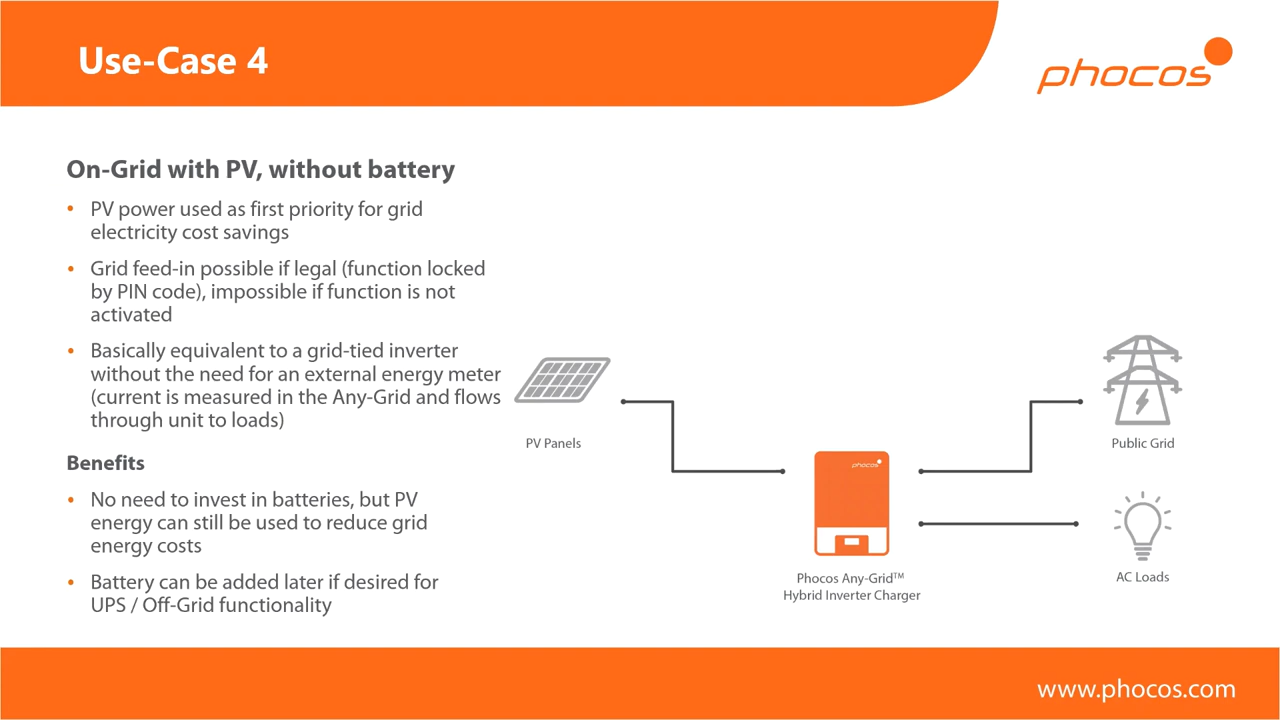 Use-Case 4
phocos
On-Grid with PV, without battery
• PV power used as first priority for grid
electricity cost savings
• Grid feed-in possible if legal (function locked
by PIN code), impossible if function is not
activated
• Basically equivalent to a grid-tied inverter
without the need for an external energy meter
(current is measured in the Any-Grid and flows
through unit to loads)
Benefits
• No need to invest in batteries, but PV
energy can still be used to reduce grid
energy costs
• Battery can be added later if desired for
UPS / Off-Grid functionality
PV Panels
phocos
Phocos Any-Grid™
Hybrid Inverter Charger
Public Grid
AC Loads
www.phocos.com